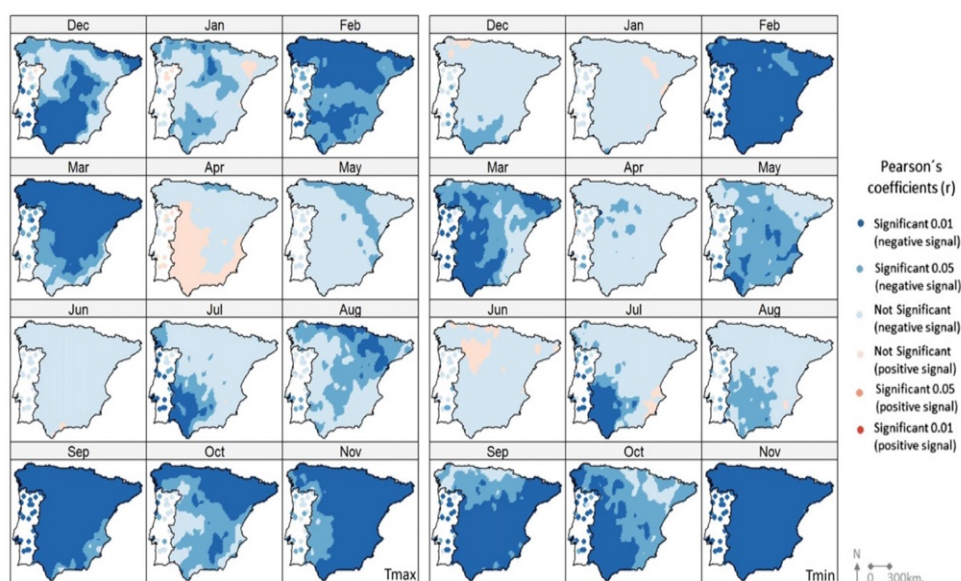 Dec Jan Feb Dec Jan Feb
Mar Apr May Mar Apr May
Jun Jul Aug Jun Jul Aug
Sep Oct Nov Sep Oct Nov
Tmax Tmin
Pearson´s
coefficients (r)
Significant 0.01
(negative signal)
Significant 0.05
(negative signal)
Not Significant
(negative signal)
Not Significant
(positive signal)
Significant 0.05
(positive signal)
Significant 0.01
(positive signal)
N
0 300km.